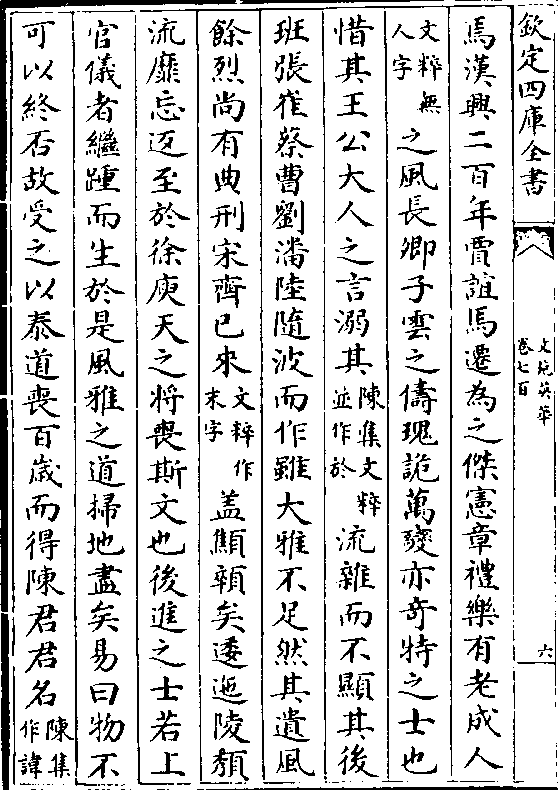 欽定四庫全書
文苑英華
卷七百
六
焉漢興二百年賈誼馬遷為之傑憲章禮樂有老成人
文粹無人字之風長卿子雲之儔瑰詭萬變亦奇特之士也
惜其王公大人之言溺其陳集文粹並作於流雜而不顯其後
班張崔蔡曹劉潘陸隨波而作雖大雅不足然其遺風
餘烈尚有典刑宋齊已來文粹作末字葢顦顇矣逶迤陵頽
流靡忘返至於徐庾天之将喪斯文也後進之士若上
官儀者繼踵而生於是風雅之道掃地盡矣易曰物不
可以終否故受之以泰道喪百歲而得陳君君名陳集作諱